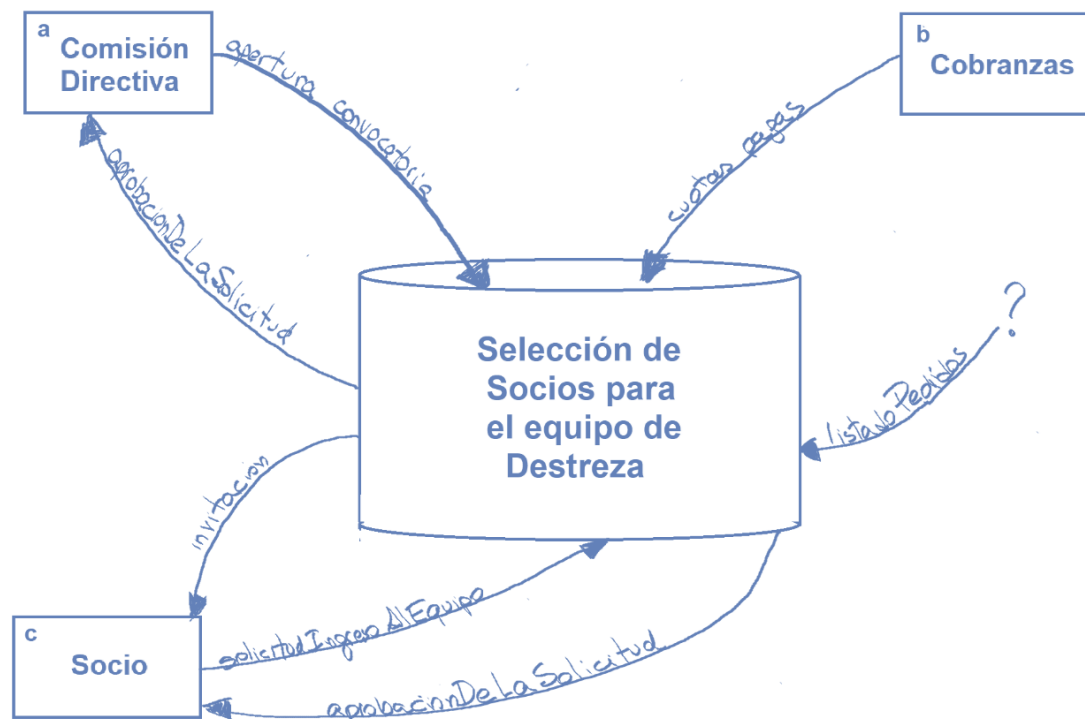 a
Comisión
Directiva
b
Cobranzas
apertura convocatoria
cuotas pagas
aprobacionDeLaSolicitud
Selección de
Socios para
el equipo de
Destreza
?
listadoPedidos
invitacion
c
Socio
solicitudIngresoAlEquipo
aprobacionDeLaSolicitud